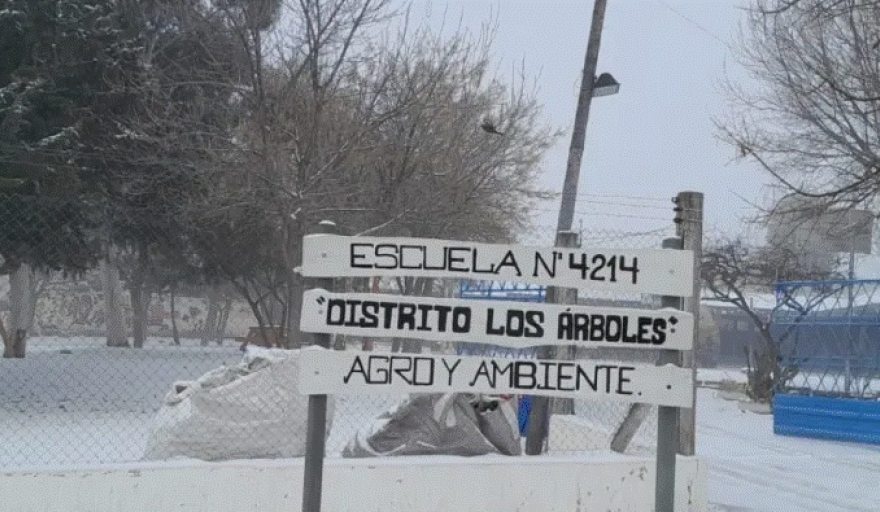 ESCUELA N° 4214
"DISTRITO LOS ÁRBOLES"
AGRO Y AMBIENTE.